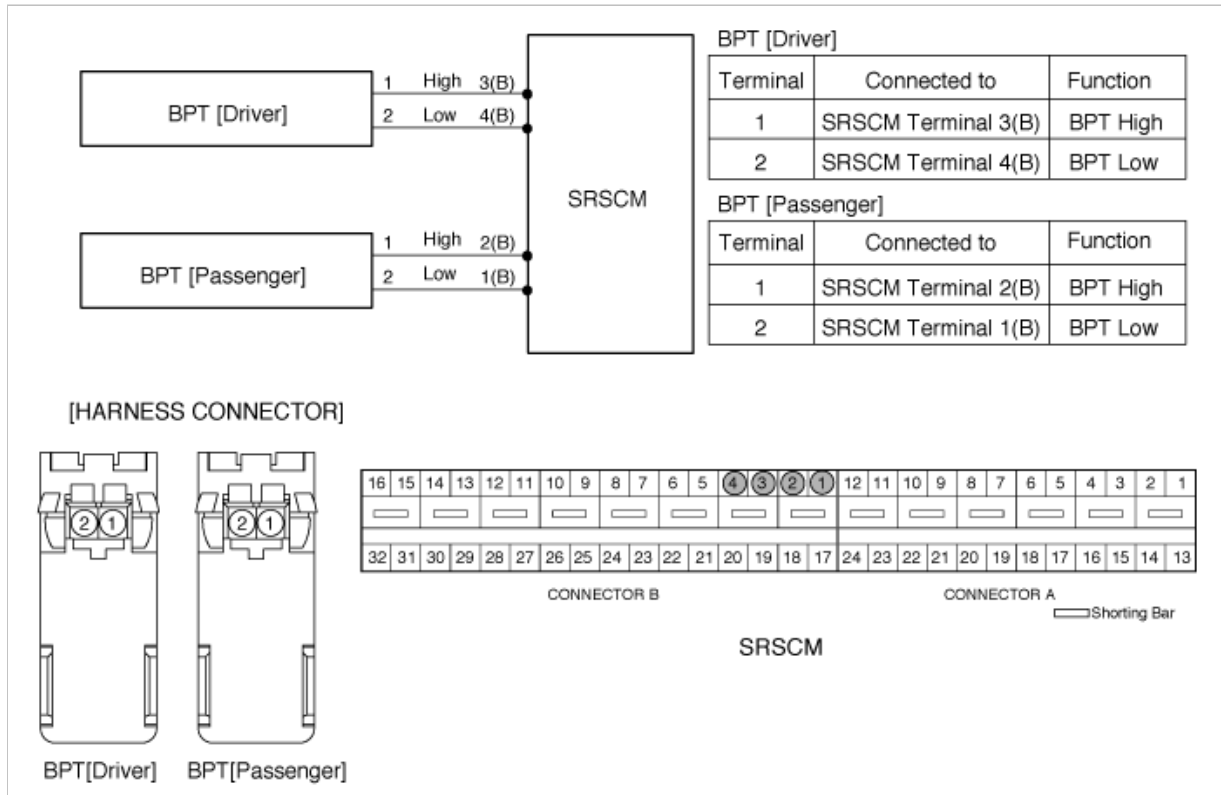 BPT [Driver]
1 High 3(B)
2 Low 4(B)
BPT [Passenger]
1 High 2(B)
2 Low 1(B)
SRSCM
BPT [Driver]
Terminal Connected to Function
1 SRSCM Terminal 3(B) BPT High
2 SRSCM Terminal 4(B) BPT Low
BPT [Passenger]
Terminal Connected to Function
1 SRSCM Terminal 2(B) BPT High
2 SRSCM Terminal 1(B) BPT Low
[HARNESS CONNECTOR]
2 1
2 1
BPT[Driver] BPT[Passenger]
16 15 14 13 12 11 10 9 8 7 6 5 4 3 2 1 12 11 10 9 8 7 6 5 4 3 2 1
32 31 30 29 28 27 26 25 24 23 22 21 20 19 18 17 24 23 22 21 20 19 18 17 16 15 14 13
CONNECTOR B CONNECTOR A
Shorting Bar
SRSCM